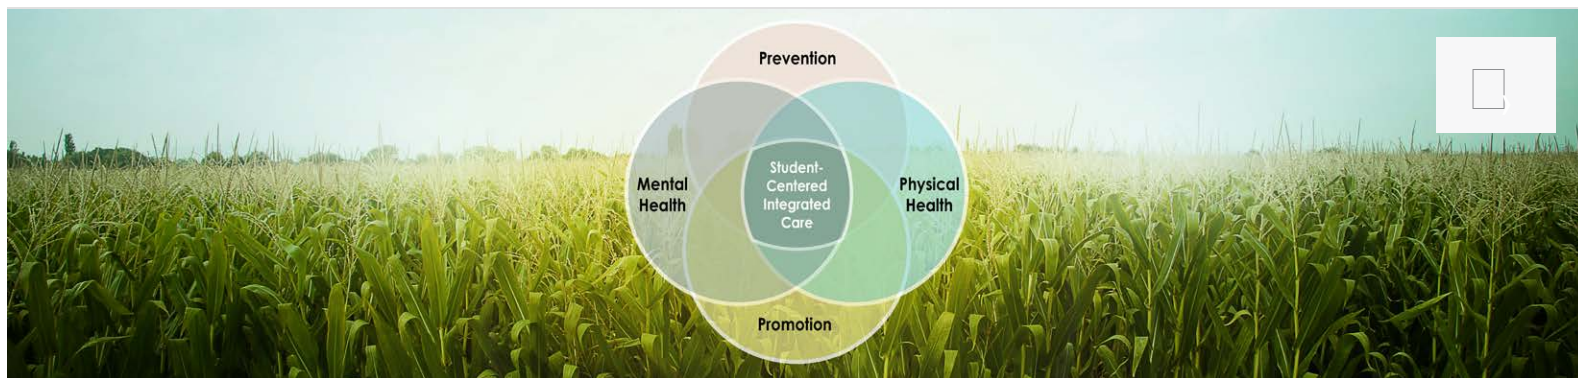 Prevention
Mental
Health
Student-
Centered
Integrated
Care
Physical
Health
Promotion